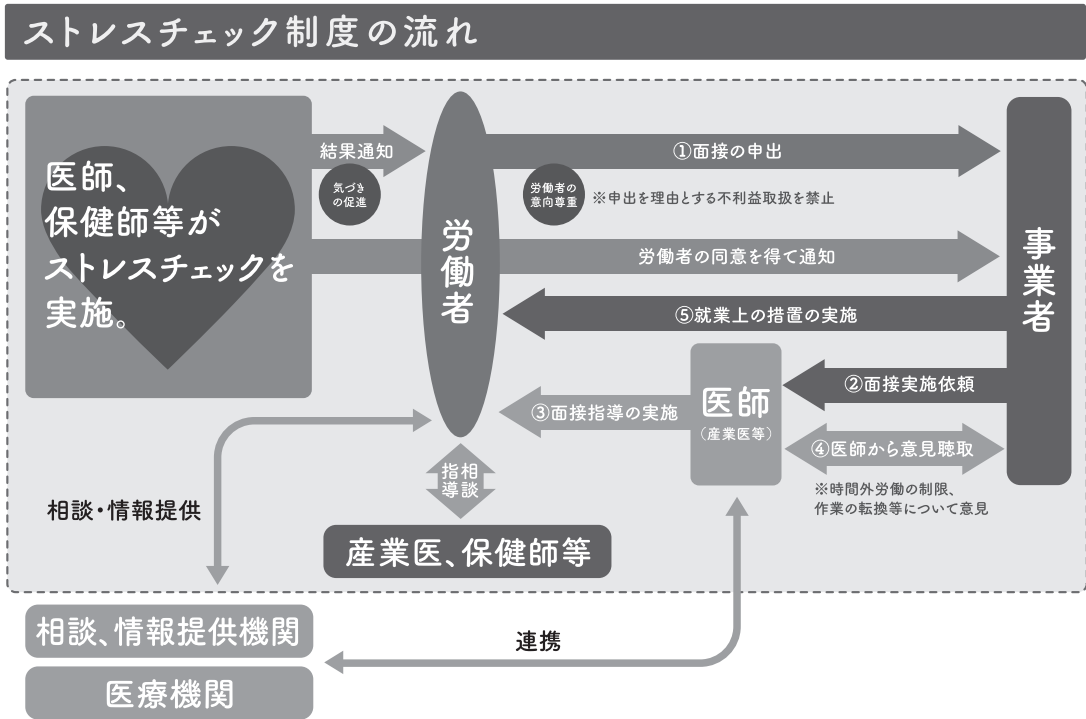 ストレスチェック制度の流れ
医師、
保健師等が
ストレスチェックを
実施。
結果通知
気づき
の促進
労働者
①面接の申出
労働者の
意向尊重
※申出を理由とする不利益取扱を禁止
労働者の同意を得て通知
事業者
⑤就業上の措置の実施
②面接実施依頼
医師
（産業医等）
③面接指導の実施
④医師から意見聴取
※時間外労働の制限、
作業の転換等について意見
相談
指導
産業医、保健師等
相談・情報提供
相談、情報提供機関
連携
医療機関